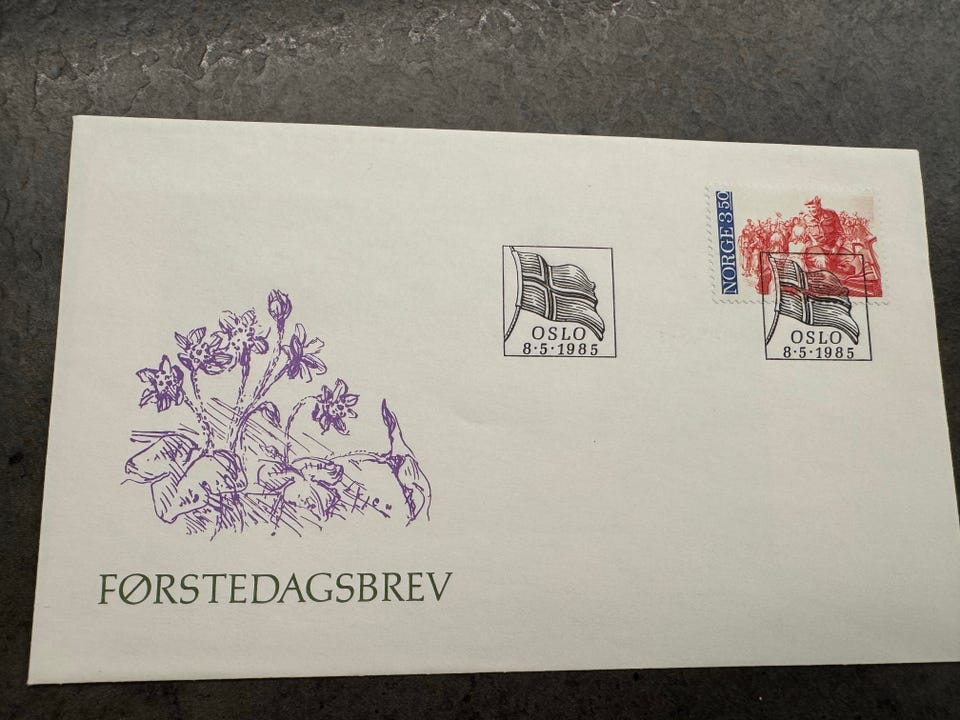 NORGE 3.50
OSLO
8·5·1985
OSLO
8·5·1985
FØRSTEDAGSBREV